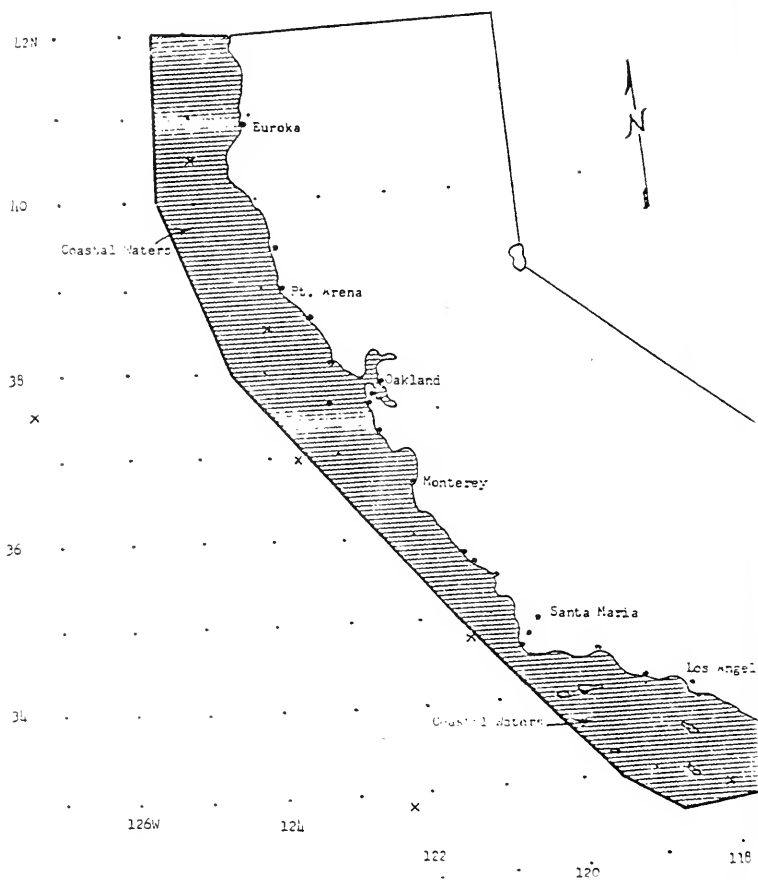 42N
N
Eureka
40
Coastal Waters
Pt. Arena
38
Oakland
Monterey
36
Santa Maria
Los Angel
34
Coastal Waters
126W
124
122
120
118